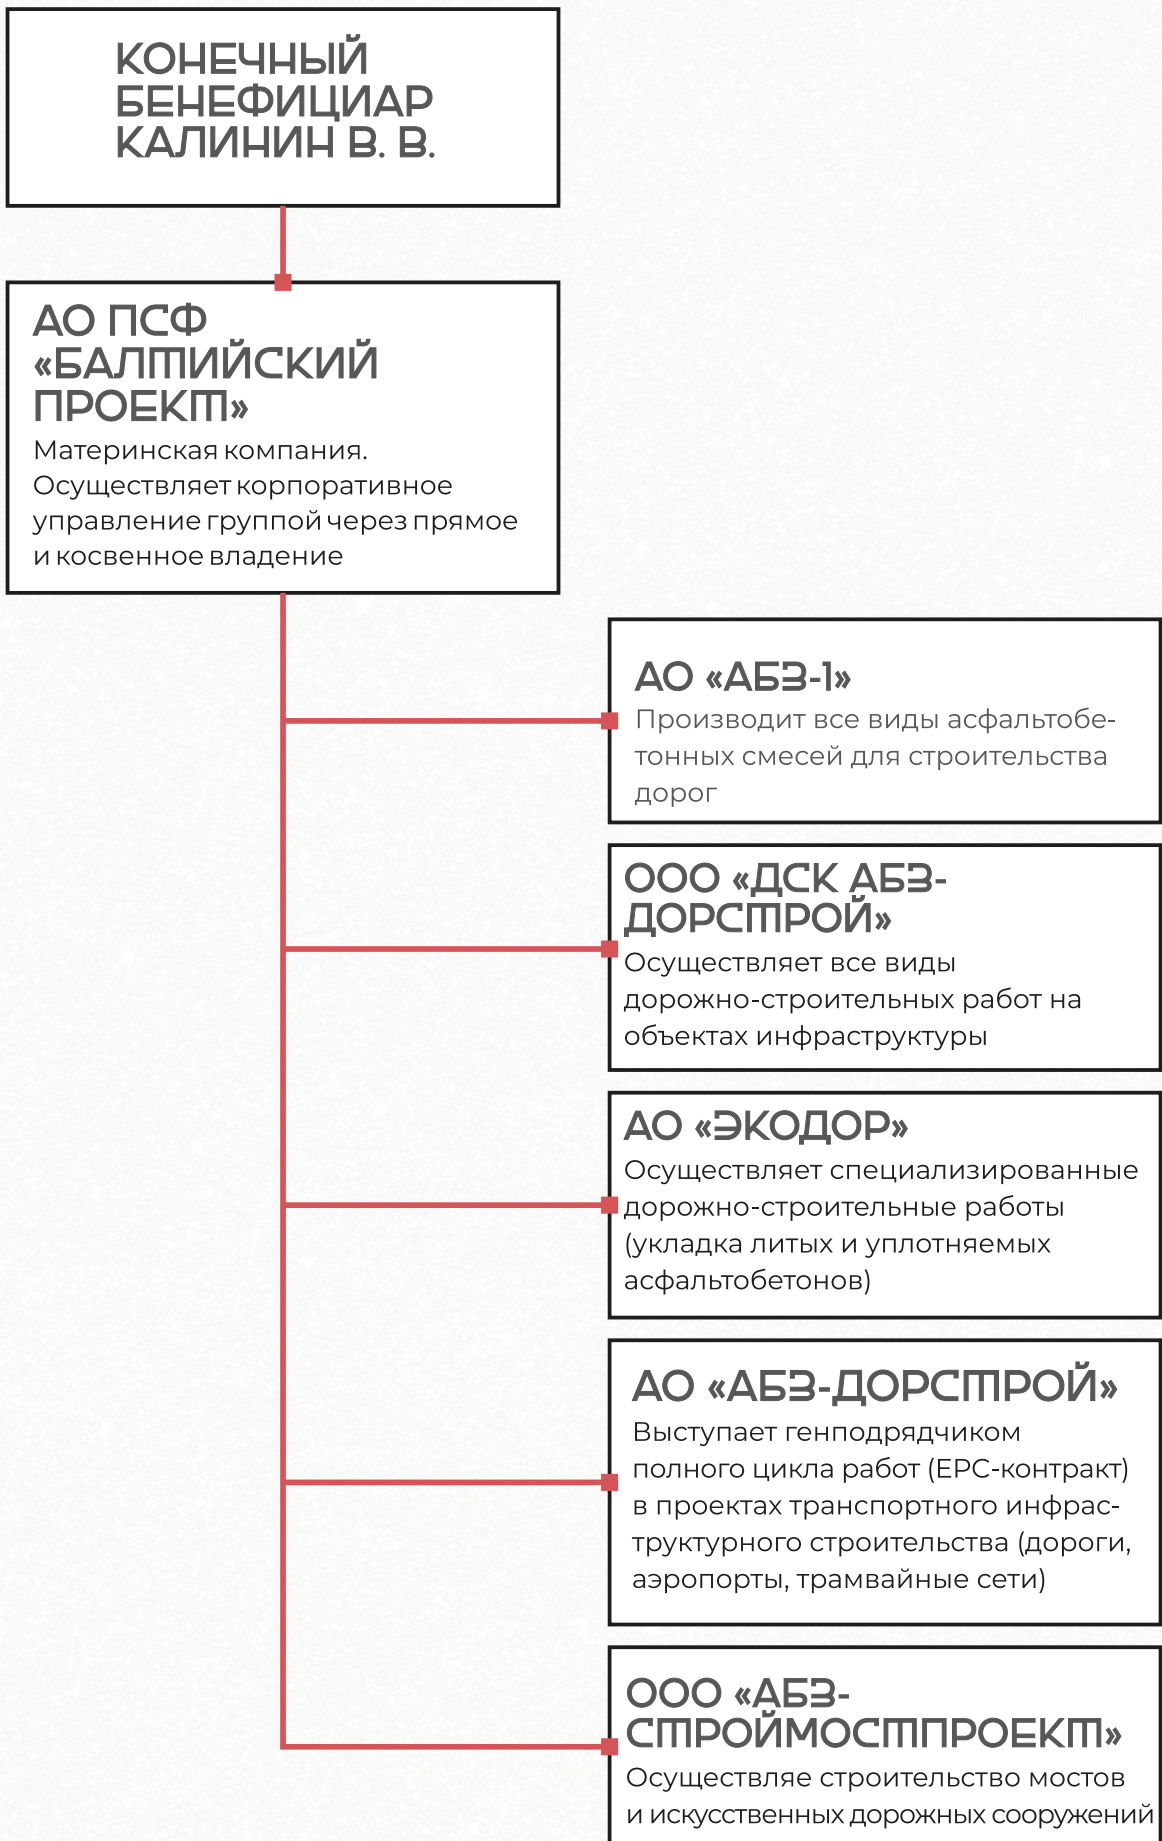 КОНЕЧНЫЙ
БЕНЕФИЦИАР
КАЛИНИН В. В.
АО ПСФ
«БАЛТИЙСКИЙ
ПРОЕКТ»
Материнская компания.
Осуществляет корпоративное
управление группой через прямое
и косвенное владение
АО «АБЗ-1»
Производит все виды асфальтобе-
тонных смесей для строительства
дорог
ООО «ДСК АБЗ-
ДОРСТРОЙ»
Осуществляет все виды
дорожно-строительных работ на
объектах инфраструктуры
АО «ЭКОДОР»
Осуществляет специализированные
дорожно-строительные работы
(укладка литых и уплотняемых
асфальтобетонов)
АО «АБЗ-ДОРСТРОЙ»
Выступает генподрядчиком
полного цикла работ (EPC-контракт)
в проектах транспортного инфрас-
труктурного строительства (дороги,
аэропорты, трамвайные сети)
ООО «АБЗ-
СТРОЙМОСТПРОЕКТ»
Осуществляе строительство мостов
и искусственных дорожных сооружений